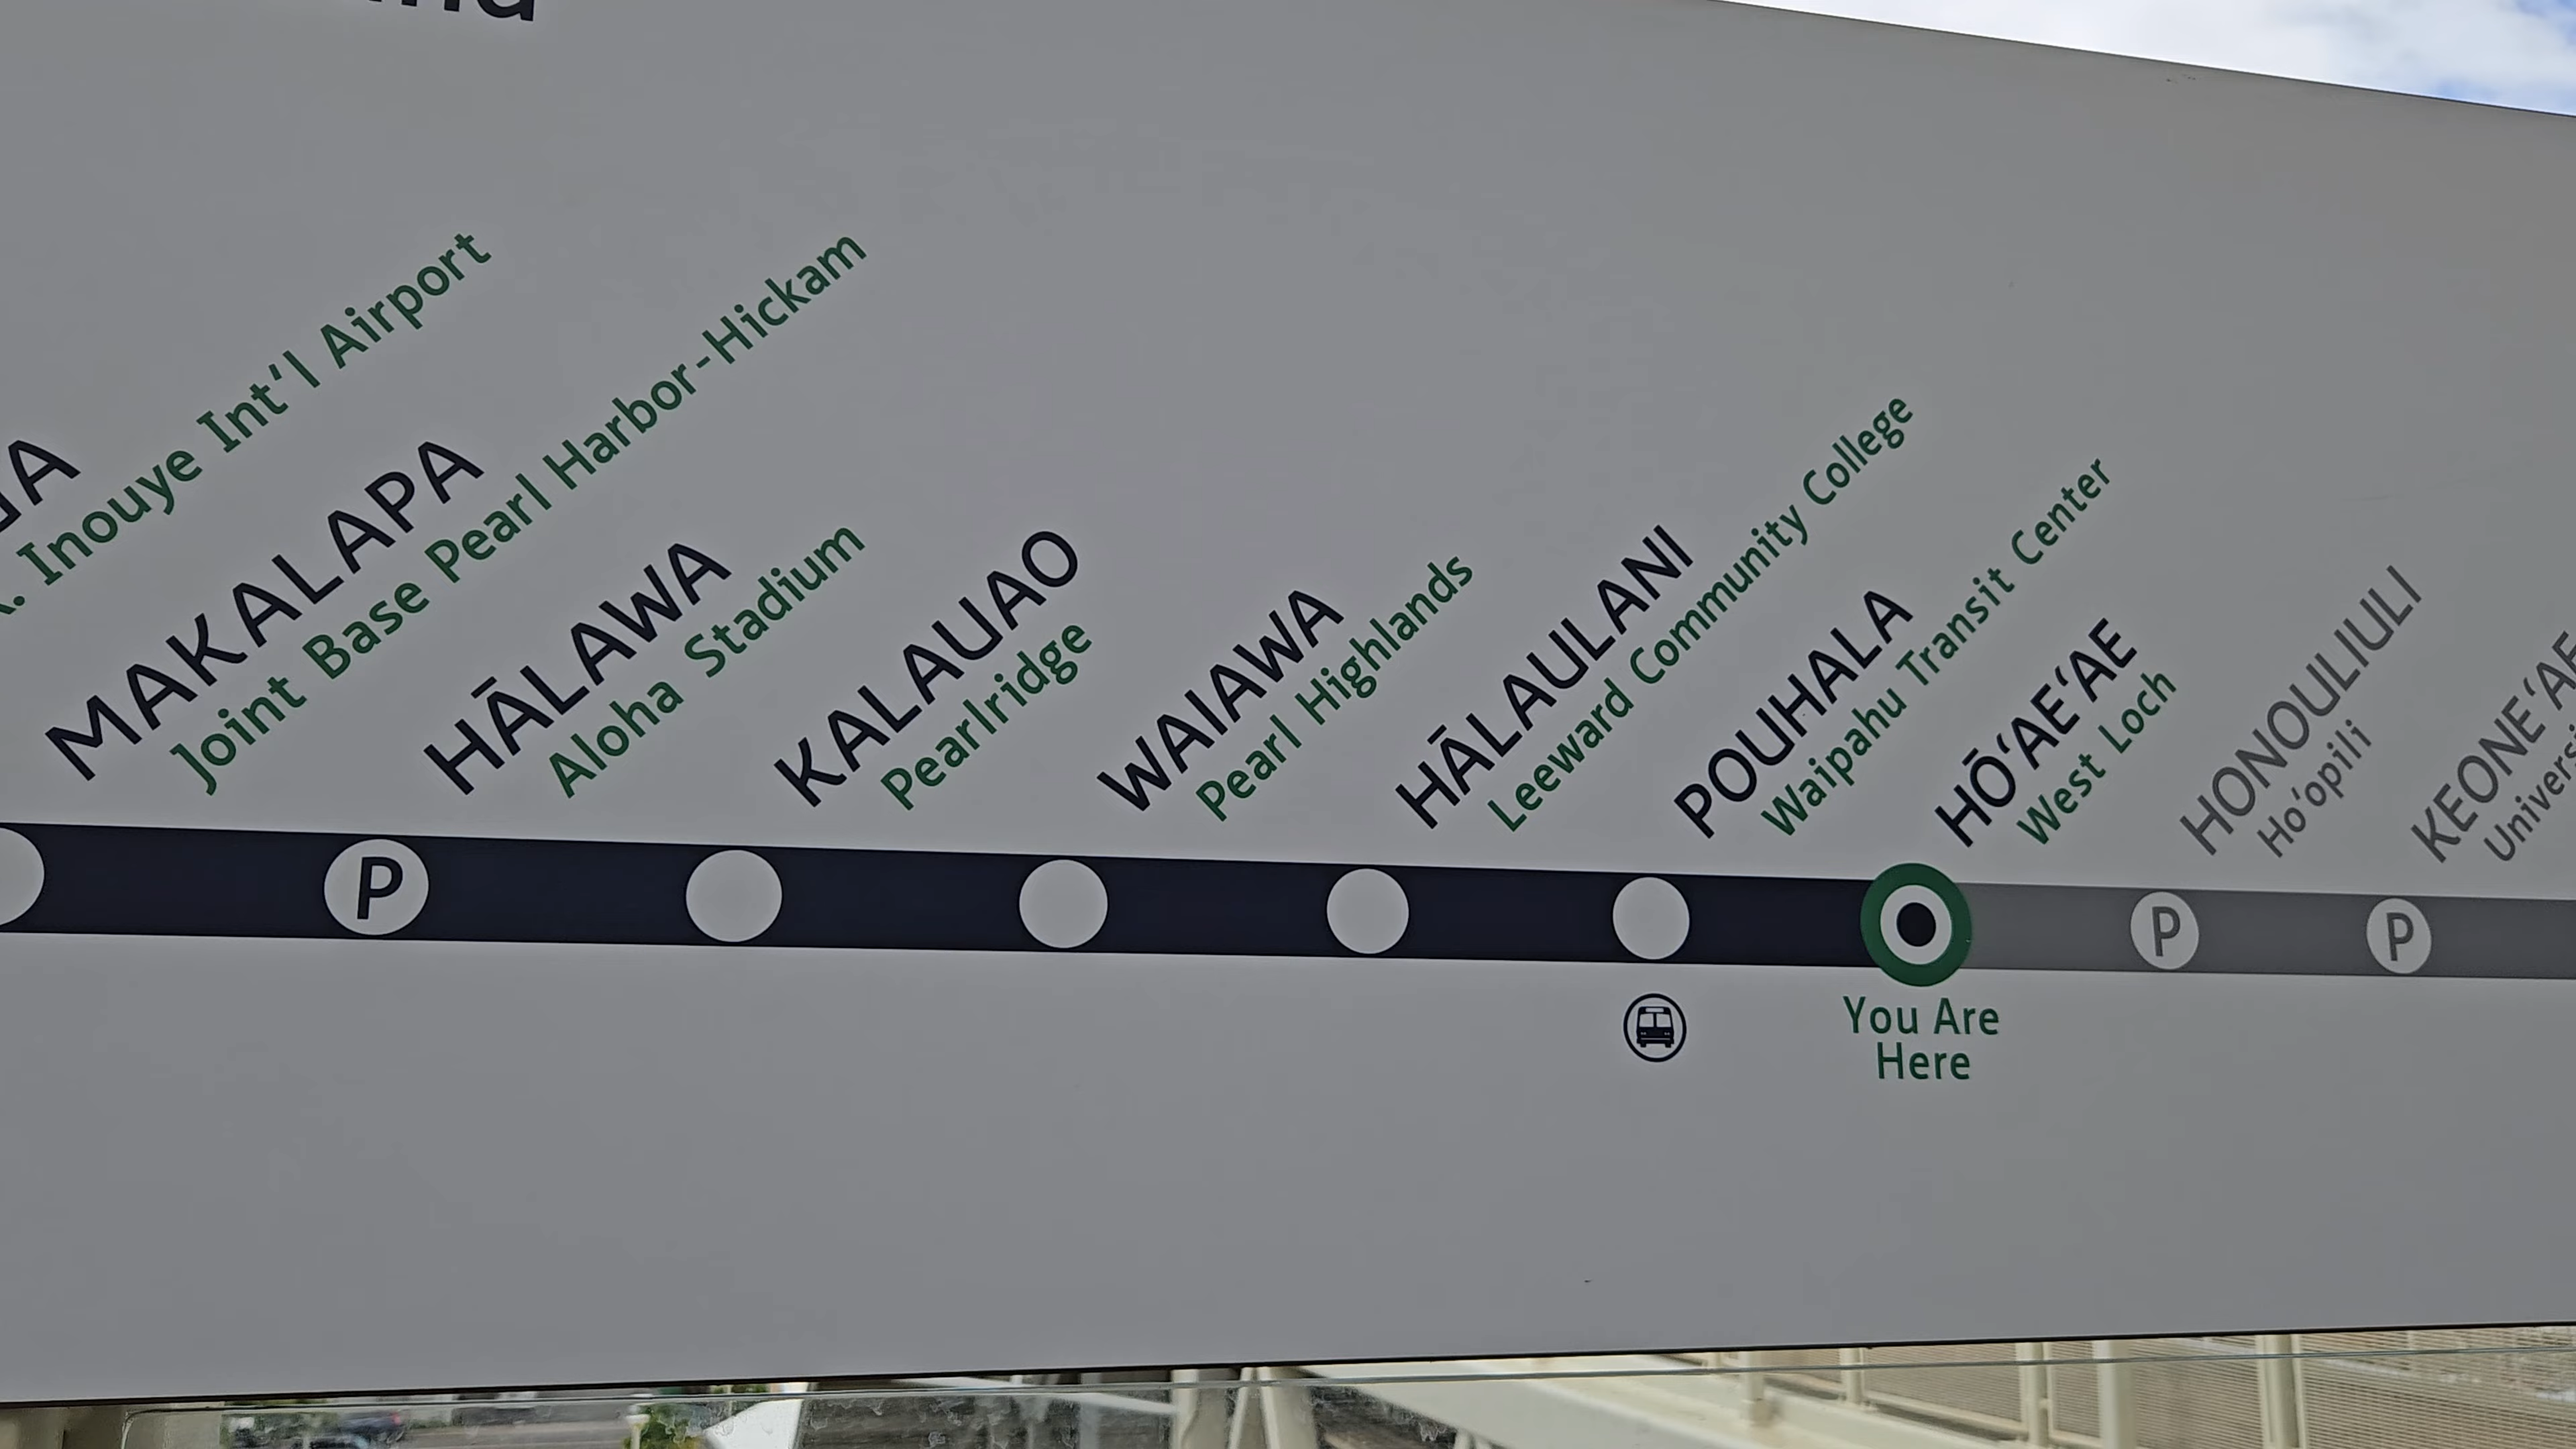 Inouye Int'l Airport
MAKALAPA
Joint Base Pearl Harbor-Hickam
HĀLAWA
Aloha Stadium
KALAUAO
Pearlridge
WAIAWA
Pearl Highlands
HĀLAULANI
Leeward Community College
POUHALA
Waipahu Transit Center
HŌʻAEʻAE
West Loch
HONOULIULI
Hoʻopili
KEONEʻAE
P
P
P
You Are
Here